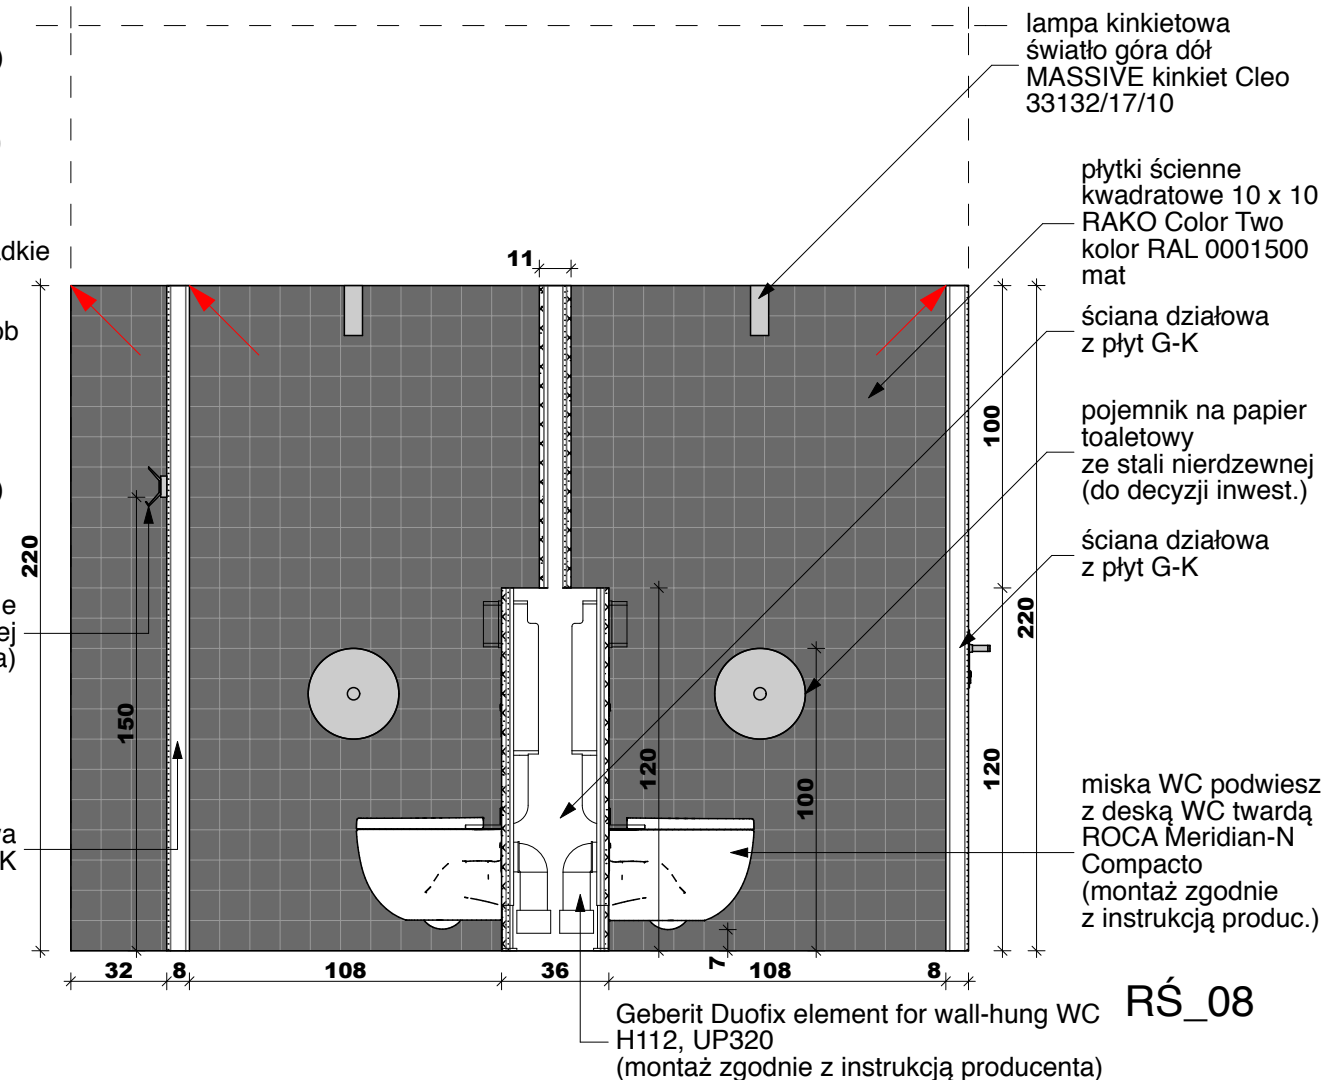 lampa kinkietowa
światło góra dół
MASSIVE kinkiet Cleo
33132/17/10
płytki ścienne
kwadratowe 10 x 10
RAKO Color Two
kolor RAL 0001500
mat
ściana działowa
z płyt G-K
pojemnik na papier
toaletowy
ze stali nierdzewnej
(do decyzji inwest.)
ściana działowa
z płyt G-K
miska WC podwiesz
z deską WC twardą
ROCA Meridian-N
Compacto
(montaż zgodnie
z instrukcją produc.)
Geberit Duofix element for wall-hung WC
H112, UP320
(montaż zgodnie z instrukcją producenta)
RŚ_08
11
220
150
120
100
7
100
120
220
32
8
108
36
108
8